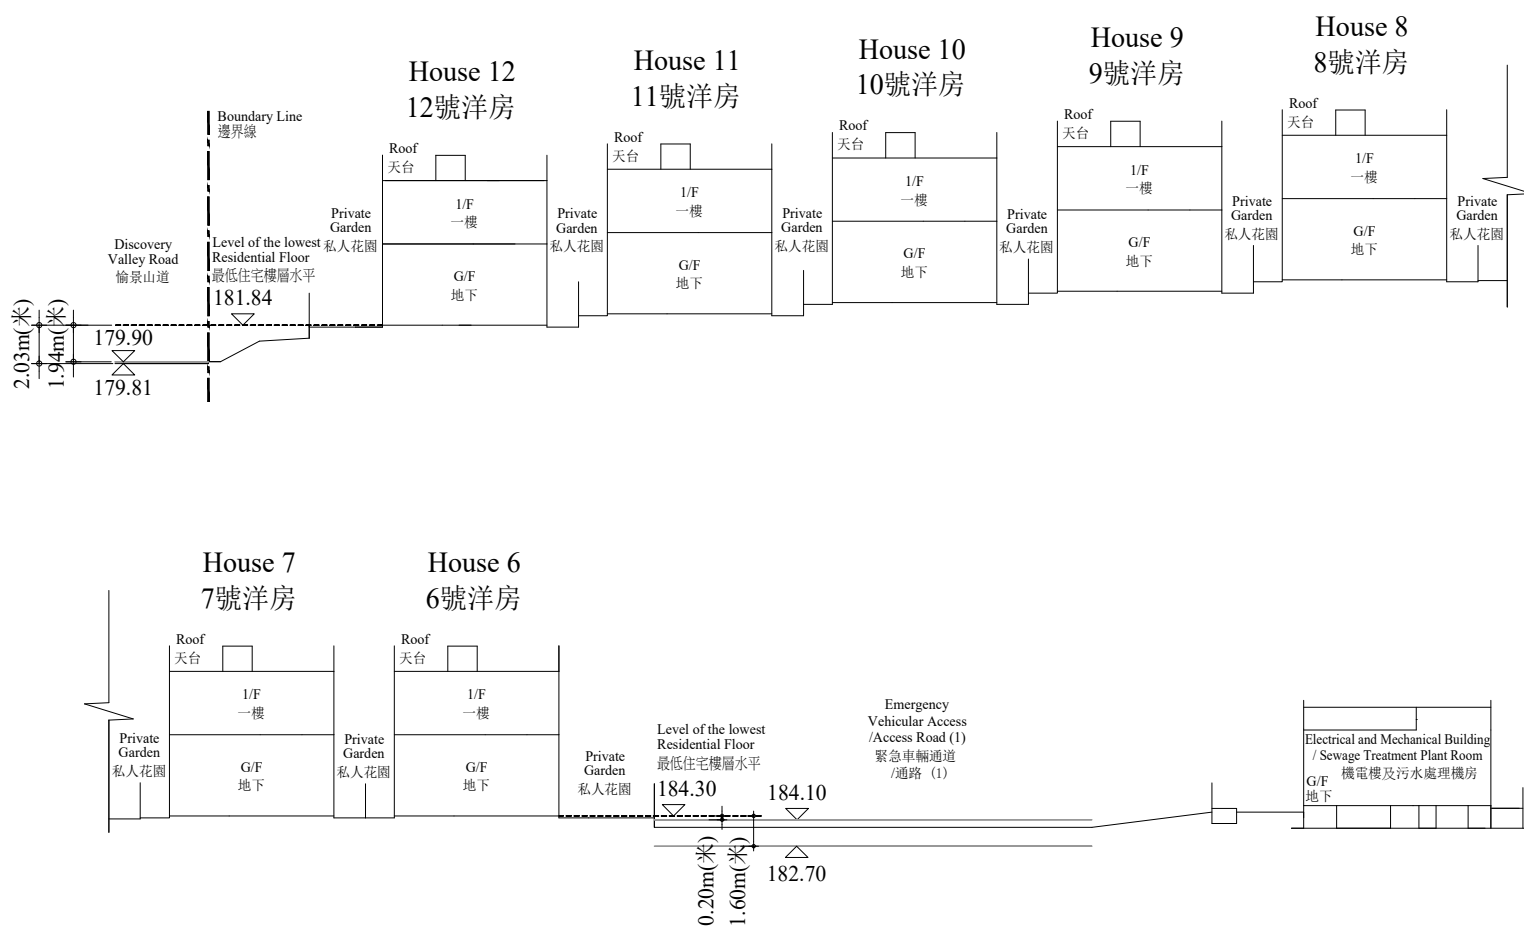 House 12
12號洋房
House 11
11號洋房
House 10
10號洋房
House 9
9號洋房
House 8
8號洋房
Boundary Line
邊界線
Roof
天台
1/F
一樓
G/F
地下
Roof
天台
1/F
一樓
G/F
地下
Roof
天台
1/F
一樓
G/F
地下
Roof
天台
1/F
一樓
G/F
地下
Roof
天台
1/F
一樓
G/F
地下
Discovery
Valley Road
愉景山道
Level of the lowest
Residential Floor
最低住宅樓層水平
181.84
Private
Garden
私人花園
Private
Garden
私人花園
Private
Garden
私人花園
Private
Garden
私人花園
Private
Garden
私人花園
Private
Garden
私人花園
2.03m(米)
1.94m(米)
179.90
179.81
House 7
7號洋房
House 6
6號洋房
Roof
天台
1/F
一樓
G/F
地下
Roof
天台
1/F
一樓
G/F
地下
Private
Garden
私人花園
Private
Garden
私人花園
Private
Garden
私人花園
Level of the lowest
Residential Floor
最低住宅樓層水平
184.30
184.10
0.20m(米)
1.60m(米)
182.70
Emergency
Vehicular Access
/Access Road (1)
緊急車輛通道
/通路（1）
Electrical and Mechanical Building
/ Sewage Treatment Plant Room
機電樓及污水處理機房
G/F
地下